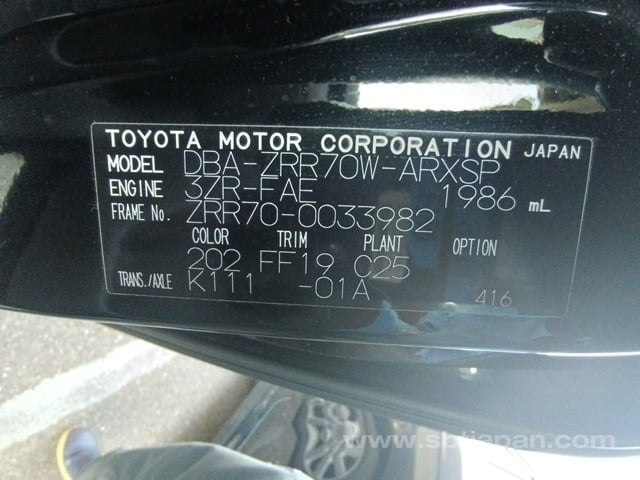 TOYOTA MOTOR CORPORATION JAPAN
MODEL DBA-ZRR70W-ARXSP
ENGINE 3ZR-FAE 1986 mL
FRAME No. ZRR70-0033982
COLOR TRIM PLANT OPTION
202 FF19 C25
TRANS./AXLE K111 -01A 416
www.sbtjapan.com